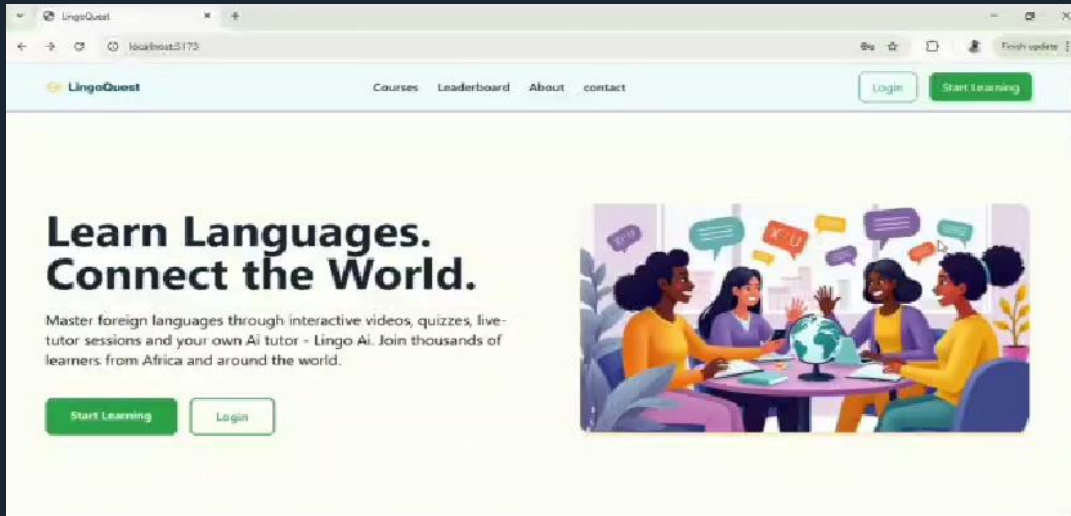 LingoQuest
localhost:5173
Finish update
LingoQuest
Courses Leaderboard About contact
Login Start Learning
Learn Languages.
Connect the World.
Master foreign languages through interactive videos, quizzes, live-
tutor sessions and your own Ai tutor - Lingo Ai. Join thousands of
learners from Africa and around the world.
Start Learning Login